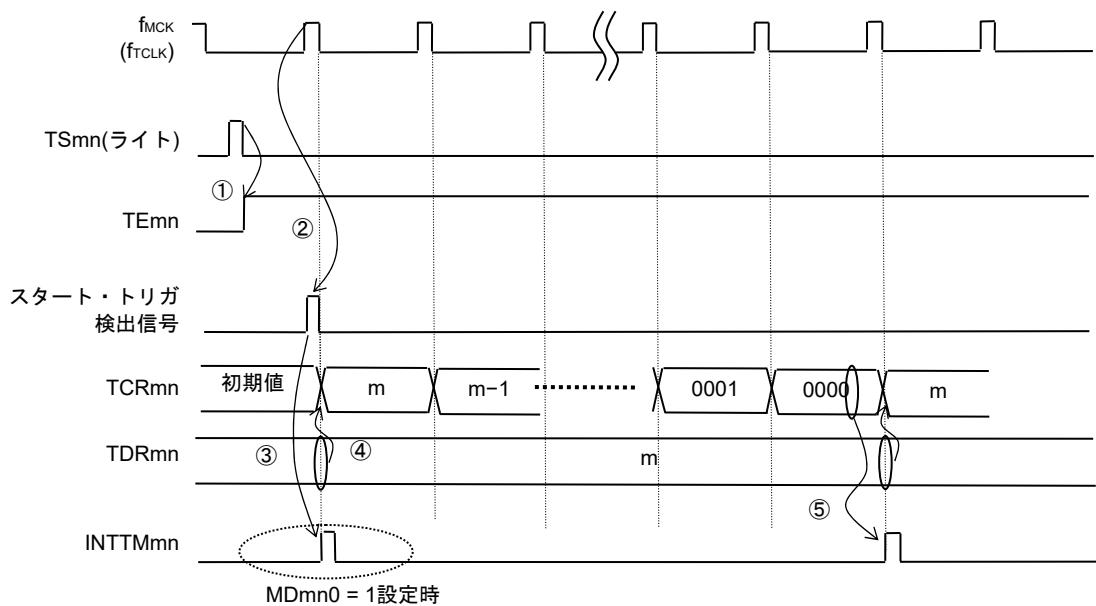 fMCK
(fTCLK)
TSmn(ライト)
①
TEmn
②
スタート・トリガ
検出信号
TCRmn
初期値
m
m−1
0001
0000
m
③
④
TDRmn
m
⑤
INTTMmn
MDmn0 = 1設定時